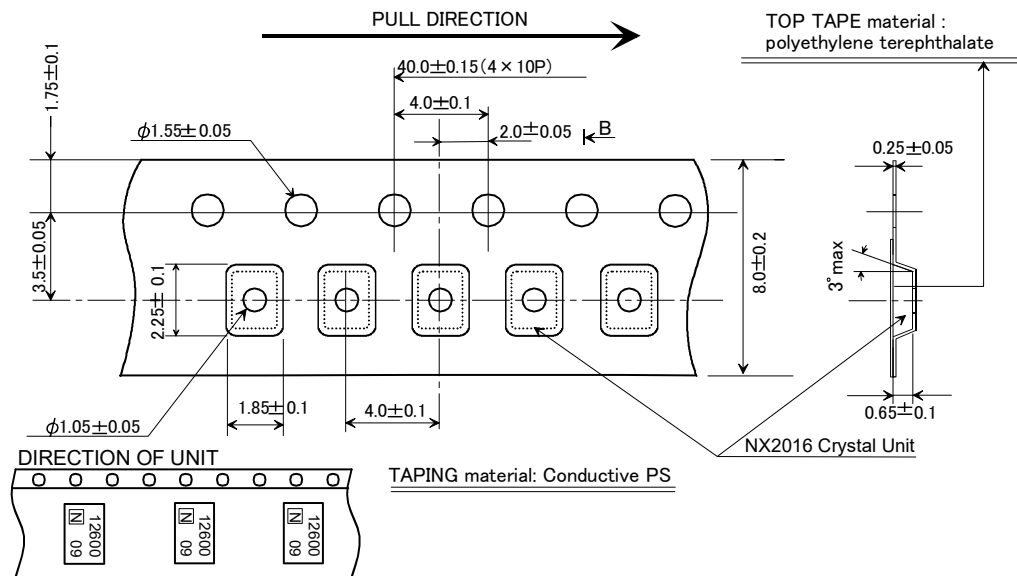 PULL DIRECTION
TOP TAPE material :
polyethylene terephthalate
1.75±0.1
40.0±0.15(4×10P)
4.0±0.1
ϕ1.55±0.05
2.0±0.05
B
0.25±0.05
3.5±0.05
2.25±0.1
8.0±0.2
3°max
1.85±0.1
4.0±0.1
0.65±0.1
ϕ1.05±0.05
NX2016 Crystal Unit
DIRECTION OF UNIT
TAPING material: Conductive PS
12600
N 09
12600
N 09
12600
N 09